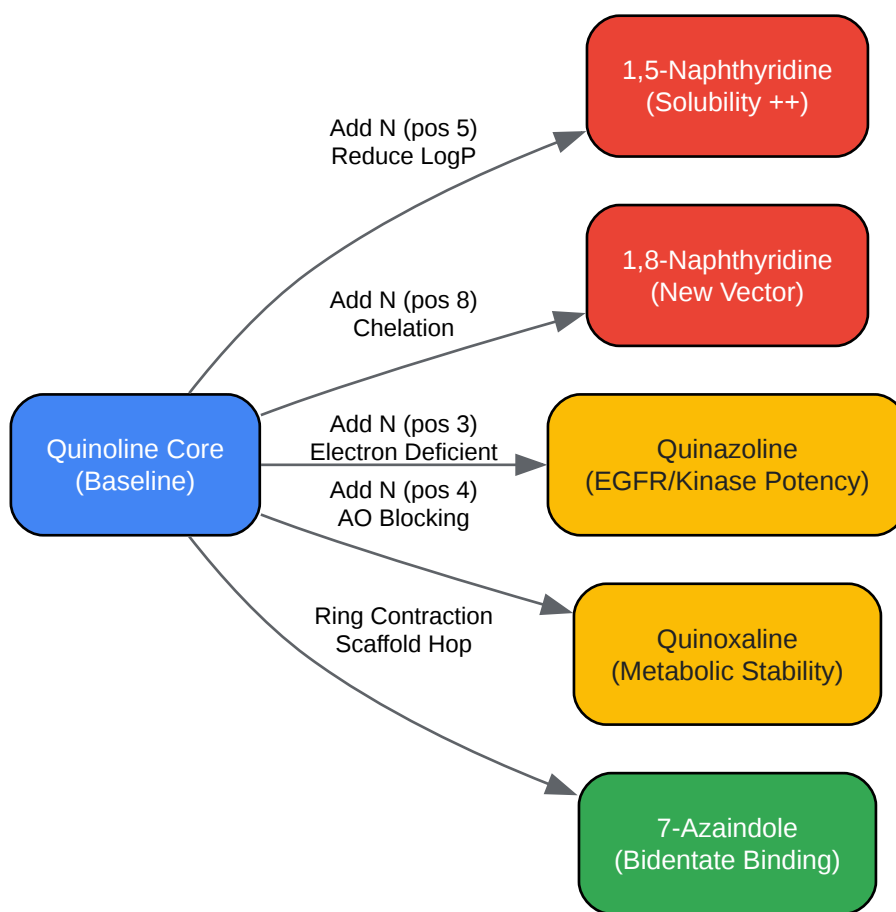 1,5-Naphthyridine
(Solubility ++)
Add N (pos 5)
Reduce LogP
1,8-Naphthyridine
(New Vector)
Add N (pos 8)
Chelation
Quinoline Core
(Baseline)
Add N (pos 3)
Electron Deficient
Quinazoline
(EGFR/Kinase Potency)
Add N (pos 4)
AO Blocking
Quinoxaline
(Metabolic Stability)
Ring Contraction
Scaffold Hop
7-Azaindole
(Bidentate Binding)